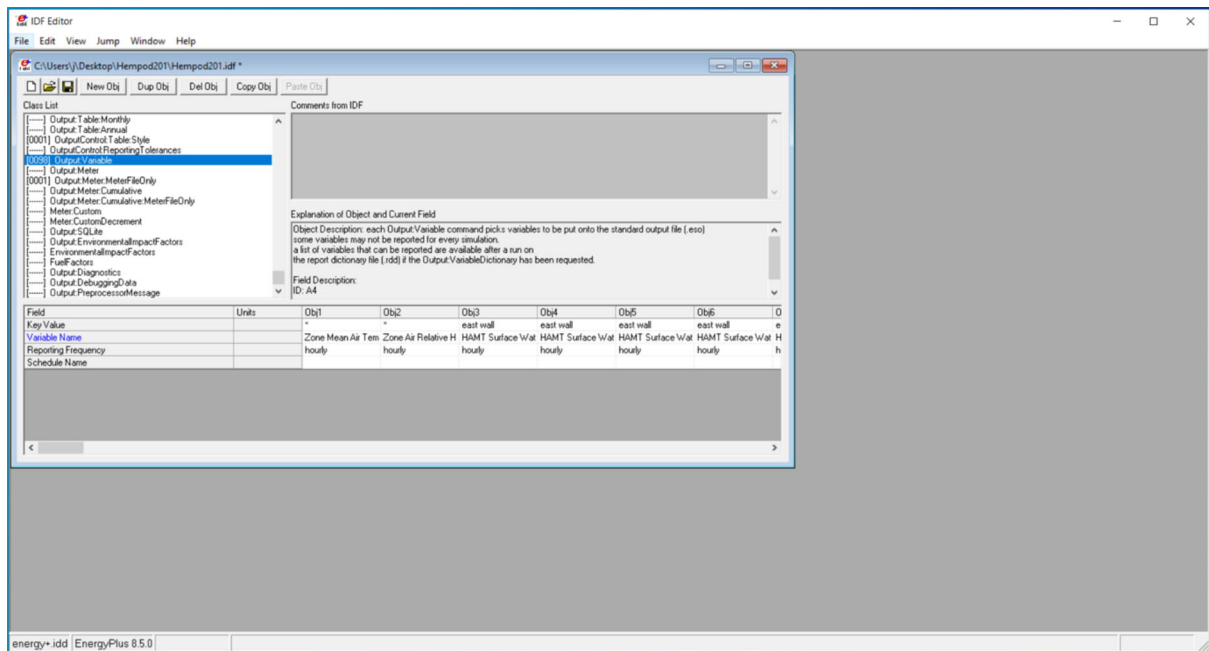 IDF Editor
File Edit View Jump Window Help
C:\Users\j\Desktop\Hempod201\Hempod201.idf *
New Obj Dup Obj Del Obj Copy Obj Paste Obj
Class List
Comments from IDF
[------] Output:Table:Monthly
[------] Output:Table:Annual
[0001] OutputControl:Table:Style
[------] OutputControl:ReportingTolerances
[0098] Output:Variable
[------] Output:Meter
[0001] Output:Meter:MeterFileOnly
[------] Output:Meter:Cumulative
[------] Output:Meter:Cumulative:MeterFileOnly
[------] Meter:Custom
[------] Meter:CustomDecrement
[------] Output:SQLite
[------] Output:EnvironmentalImpactFactors
[------] EnvironmentalImpactFactors
[------] FuelFactors
[------] Output:Diagnostics
[------] Output:DebuggingData
[------] Output:PreprocessorMessage
Explanation of Object and Current Field
Object Description: each Output:Variable command picks variables to be put onto the standard output file (.eso)
some variables may not be reported for every simulation.
a list of variables that can be reported are available after a run on
the report dictionary file (.rdd) if the Output:VariableDictionary has been requested.
Field Description:
ID: A4
Field Units Obj1 Obj2 Obj3 Obj4 Obj5 Obj6 O
Key Value * * east wall east wall east wall east wall e
Variable Name Zone Mean Air Tem Zone Air Relative H HAMT Surface Wat HAMT Surface Wat HAMT Surface Wat HAMT Surface Wat H
Reporting Frequency hourly hourly hourly hourly hourly hourly h
Schedule Name
energy+.idd EnergyPlus 8.5.0